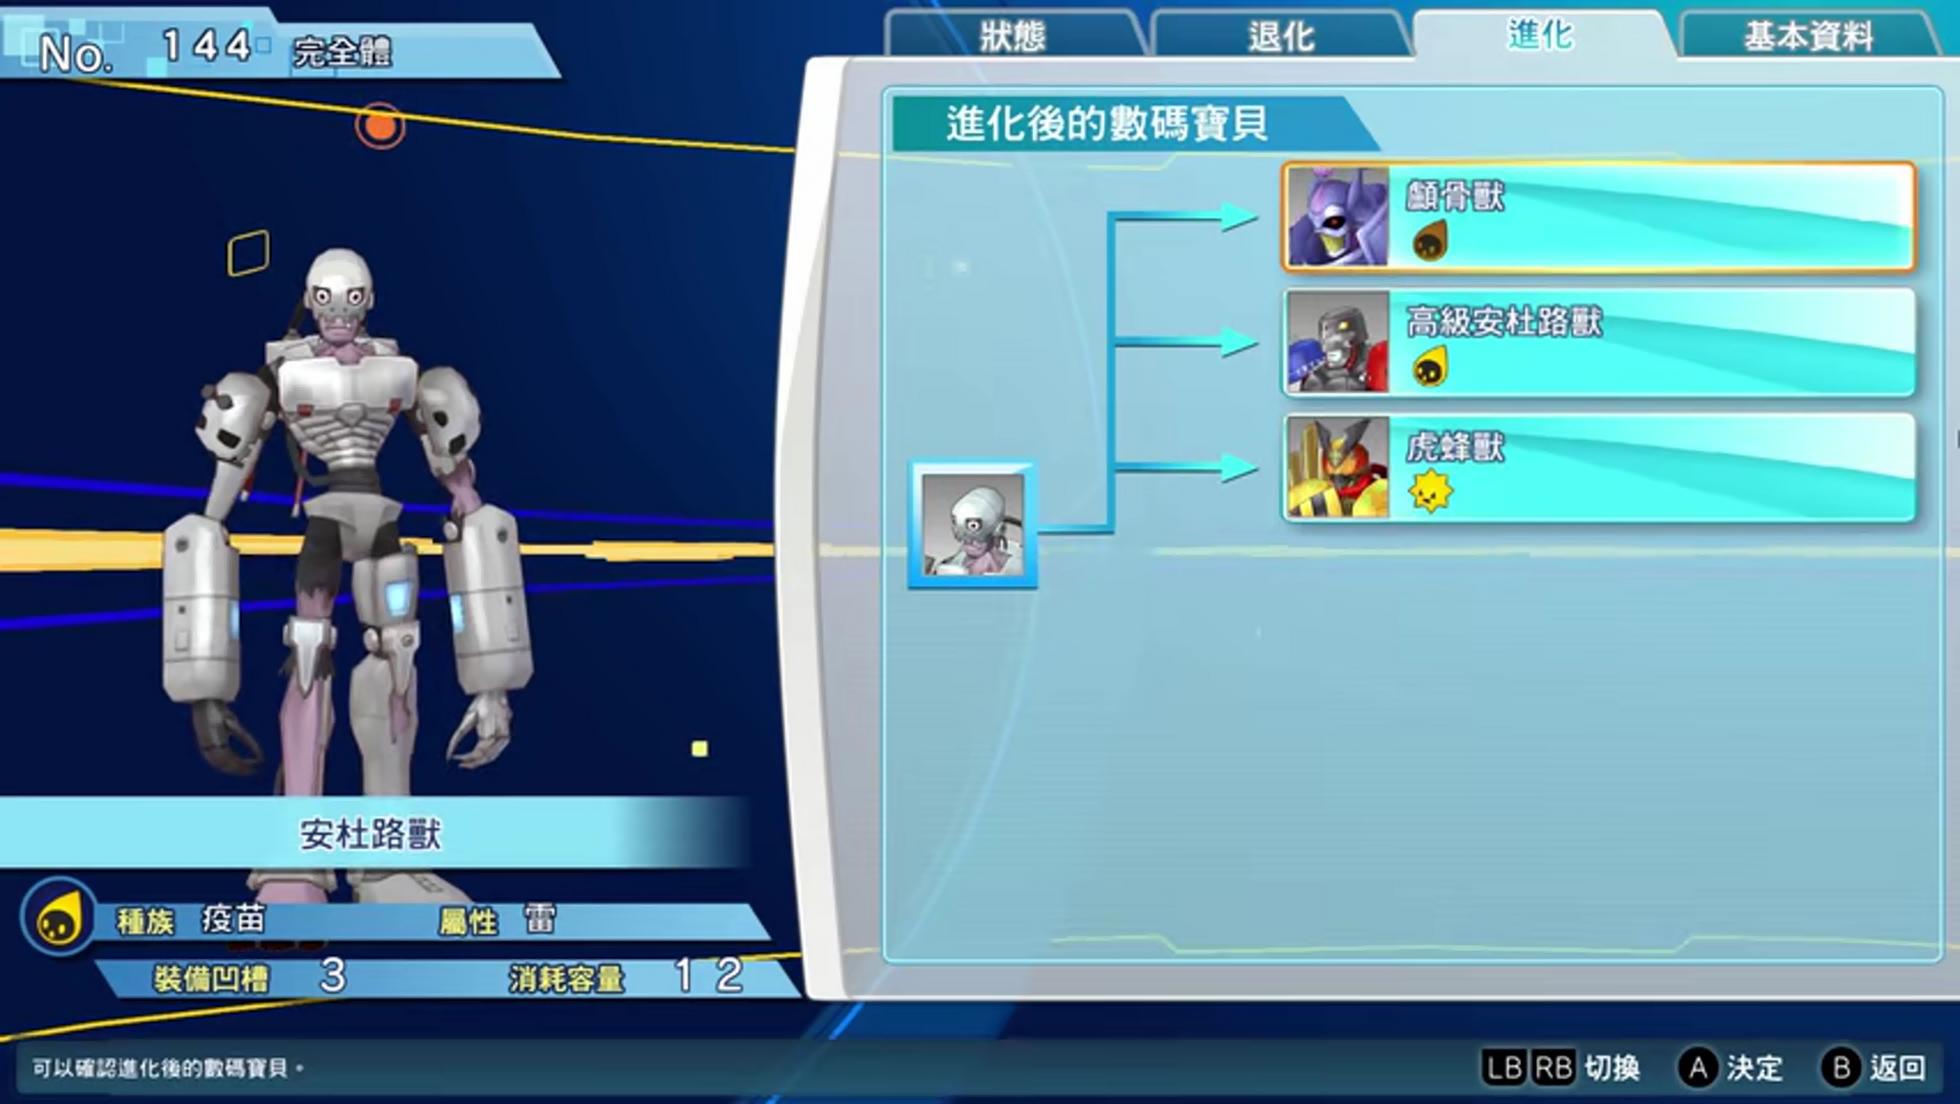 No. 144 完全體
狀態 退化 進化 基本資料
進化後的數碼寶貝
顱骨獸
高級安杜路獸
虎蜂獸
安杜路獸
種族 疫苗 屬性 雷
裝備凹槽 3 消耗容量 12
可以確認進化後的數碼寶貝。
LB RB 切換 A 決定 B 返回